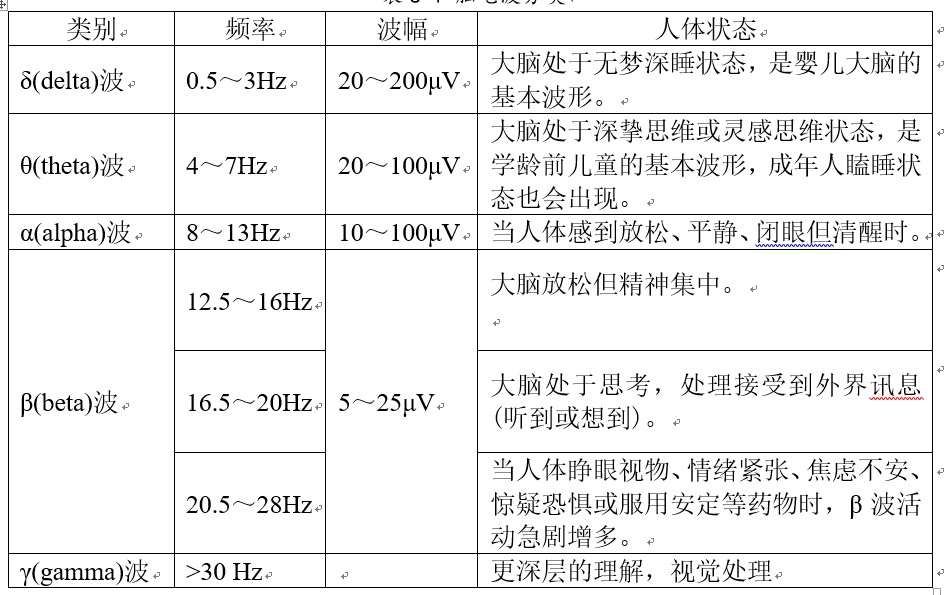 类别 频率 波幅 人体状态
δ(delta)波 0.5～3Hz 20～200μV 大脑处于无梦深睡状态，是婴儿大脑的
基本波形。
θ(theta)波 4～7Hz 20～100μV 大脑处于深挚思维或灵感思维状态，是
学龄前儿童的基本波形，成年人瞌睡状
态也会出现。
α(alpha)波 8～13Hz 10～100μV 当人体感到放松、平静、闭眼但清醒时。
β(beta)波 12.5～16Hz 5～25μV 大脑放松但精神集中。
16.5～20Hz 大脑处于思考，处理接受到外界讯息
(听到或想到)。
20.5～28Hz 当人体睁眼视物、情绪紧张、焦虑不安、
惊疑恐惧或服用安定等药物时，β 波活
动急剧增多。
γ(gamma)波 >30 Hz 更深层的理解，视觉处理